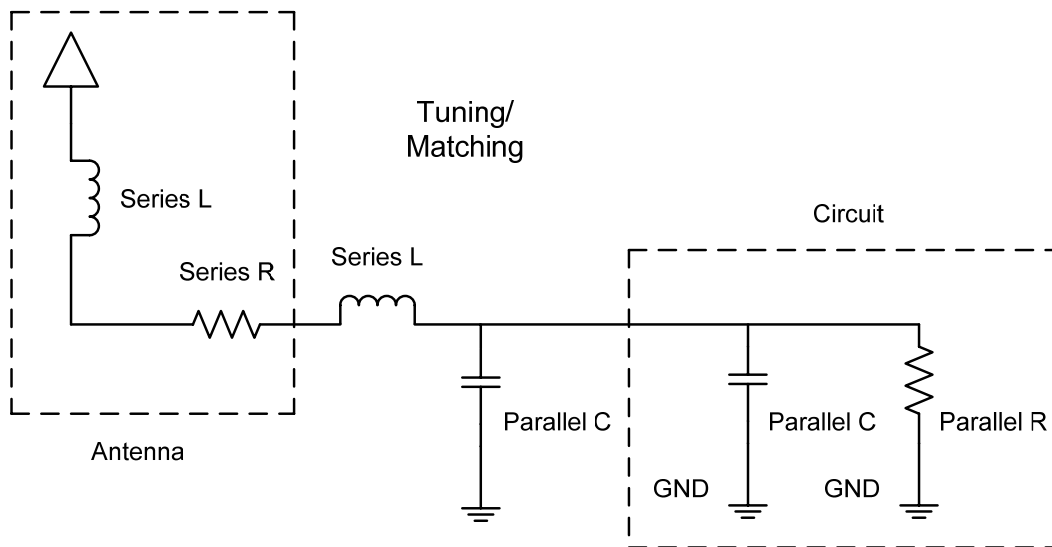 Tuning/
Matching
Series L
Circuit
Series L
Series R
Parallel C
Parallel C
Parallel R
Antenna
GND
GND